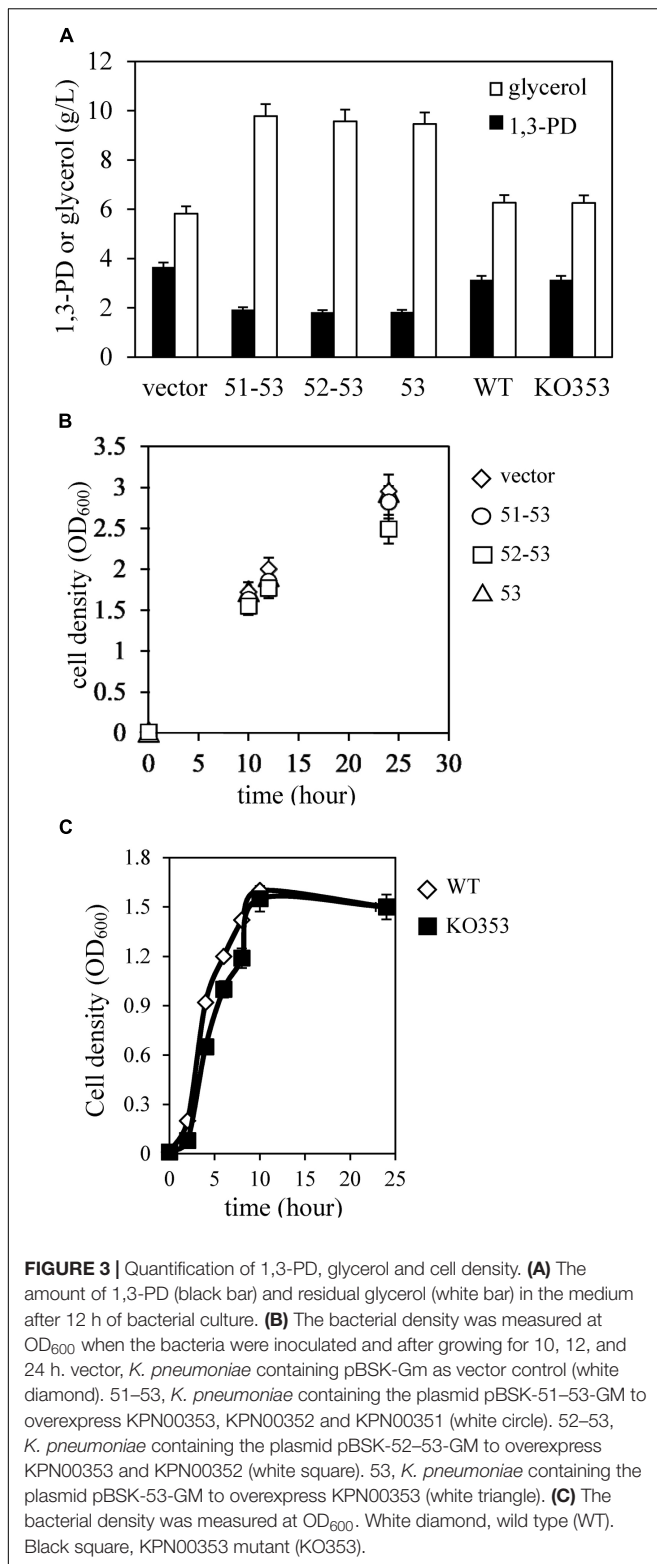 A
12
10
8
6
4
2
0
1,3-PD or glycerol (g/L)
glycerol
1,3-PD
vector 51-53 52-53 53 WT KO353
B
3.5
3
2.5
2
1.5
1
0.5
0
cell density (OD600)
vector
51-53
52-53
53
0 5 10 15 20 25 30
time (hour)
C
1.8
1.5
1.2
0.9
0.6
0.3
0
Cell density (OD600)
WT
KO353
0 5 10 15 20 25
time (hour)
FIGURE 3 | Quantification of 1,3-PD, glycerol and cell density. (A) The
amount of 1,3-PD (black bar) and residual glycerol (white bar) in the medium
after 12 h of bacterial culture. (B) The bacterial density was measured at
OD600 when the bacteria were inoculated and after growing for 10, 12, and
24 h. vector, K. pneumoniae containing pBSK-Gm as vector control (white
diamond). 51–53, K. pneumoniae containing the plasmid pBSK-51–53-GM to
overexpress KPN00353, KPN00352 and KPN00351 (white circle). 52–53,
K. pneumoniae containing the plasmid pBSK-52–53-GM to overexpress
KPN00353 and KPN00352 (white square). 53, K. pneumoniae containing the
plasmid pBSK-53-GM to overexpress KPN00353 (white triangle). (C) The
bacterial density was measured at OD600. White diamond, wild type (WT).
Black square, KPN00353 mutant (KO353).